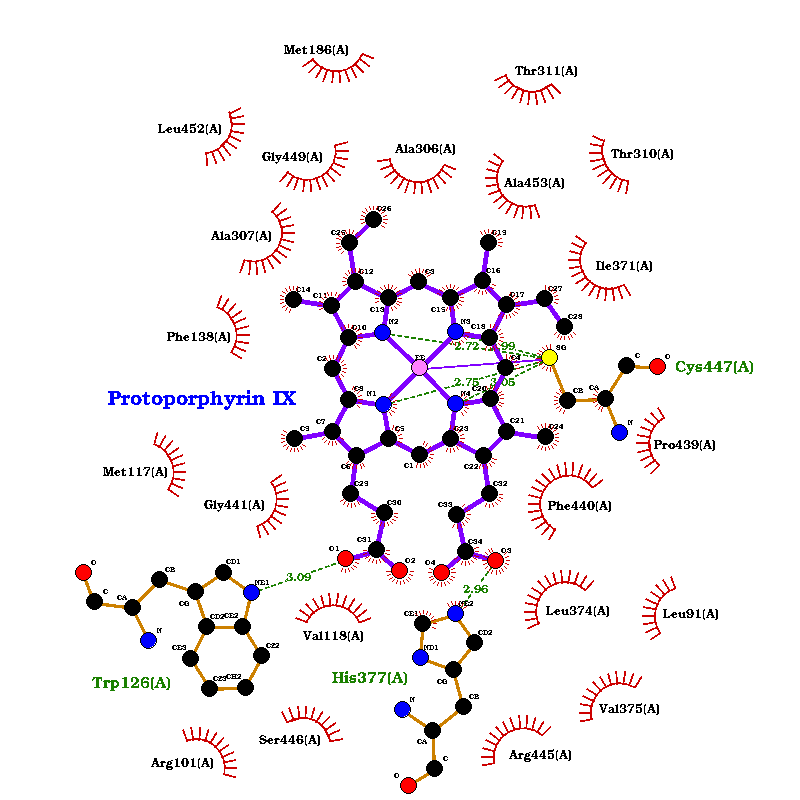 Met186(A)
Thr311(A)
Leu452(A)
Gly449(A)
Ala306(A)
Thr310(A)
Ala453(A)
C26
C25
C19
Ala307(A)
Ile371(A)
C12
C3
C16
C14
C11
C13
C15
C17
C27
N2
N3
C28
C10
C18
Phe138(A)
2.72
.99
SG
C2
FE
C4
C
O
Cys447(A)
2.75
3.05
C20
Protoporphyrin IX
C8
N1
N4
CB
CA
C7
C5
C23
C21
C24
N
C9
Pro439(A)
C6
C1
C22
Met117(A)
C29
C32
Gly441(A)
Phe440(A)
C30
C33
C31
C34
O1
O2
O4
O3
O
CB
CD1
NE1
3.09
2.96
C
CA
CG
NE2
CE1
Leu374(A)
Leu91(A)
N
CD2
CE2
Val118(A)
CD2
CE3
CZ2
ND1
CG
Trp126(A)
CZ3
CH2
His377(A)
CB
N
Val375(A)
Ser446(A)
CA
Arg445(A)
Arg101(A)
C
O